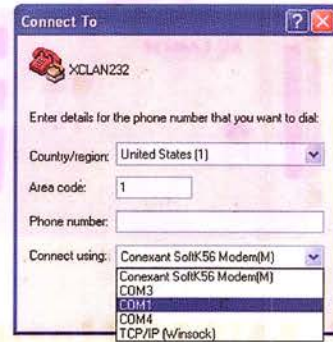 Connect To
XCLAN232
Enter details for the phone number that you want to dial:
Country/region: United States (1)
Area code: 1
Phone number:
Connect using: Conexant SoftK56 Modem(M)
Conexant SoftK56 Modem(M)
COM3
COM1
COM4
TCP/IP (Winsock)